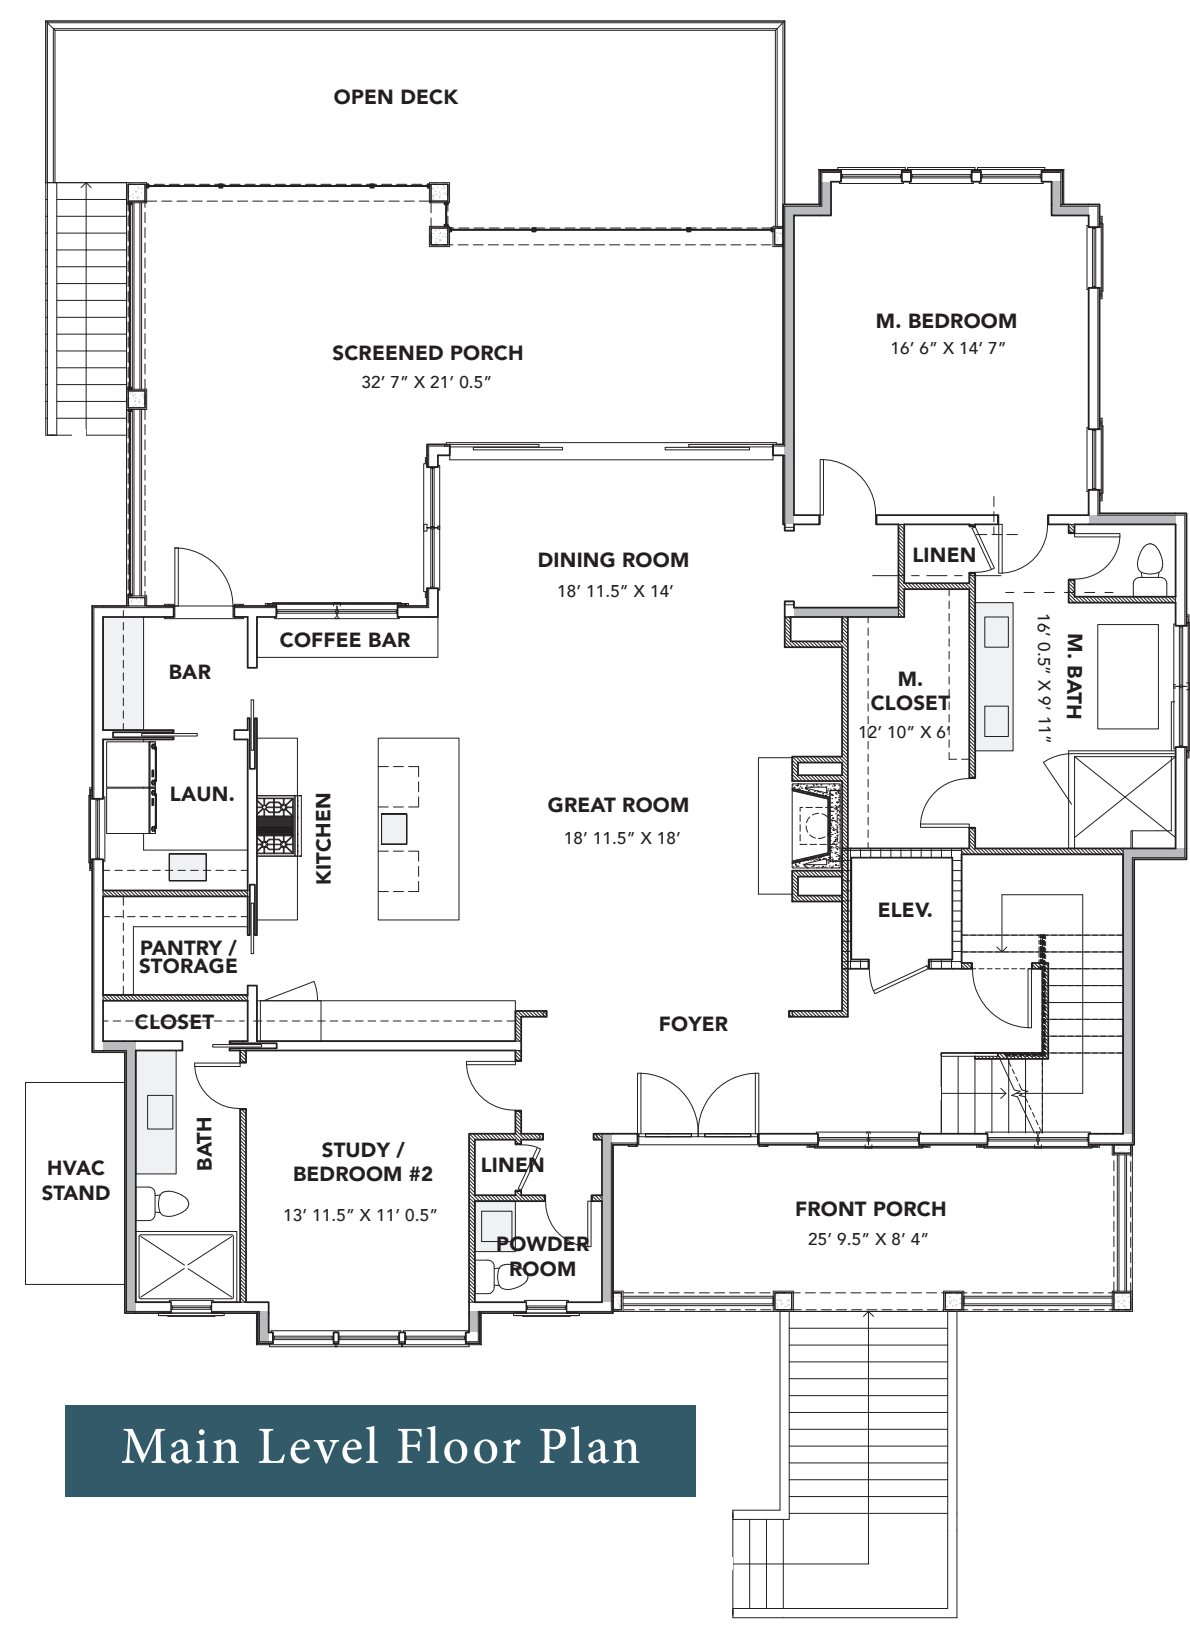 OPEN DECK
M. BEDROOM
16’ 6” X 14’ 7”
SCREENED PORCH
32’ 7” X 21’ 0.5”
DINING ROOM
18’ 11.5” X 14’
LINEN
COFFEE BAR
BAR
M. BATH
16’ 0.5” X 9’ 11”
M.
CLOSET
12’ 10” X 6’
LAUN.
KITCHEN
GREAT ROOM
18’ 11.5” X 18’
ELEV.
PANTRY /
STORAGE
CLOSET
FOYER
BATH
STUDY /
BEDROOM #2
13’ 11.5” X 11’ 0.5”
LINEN
HVAC
STAND
POWDER
ROOM
FRONT PORCH
25’ 9.5” X 8’ 4”
Main Level Floor Plan